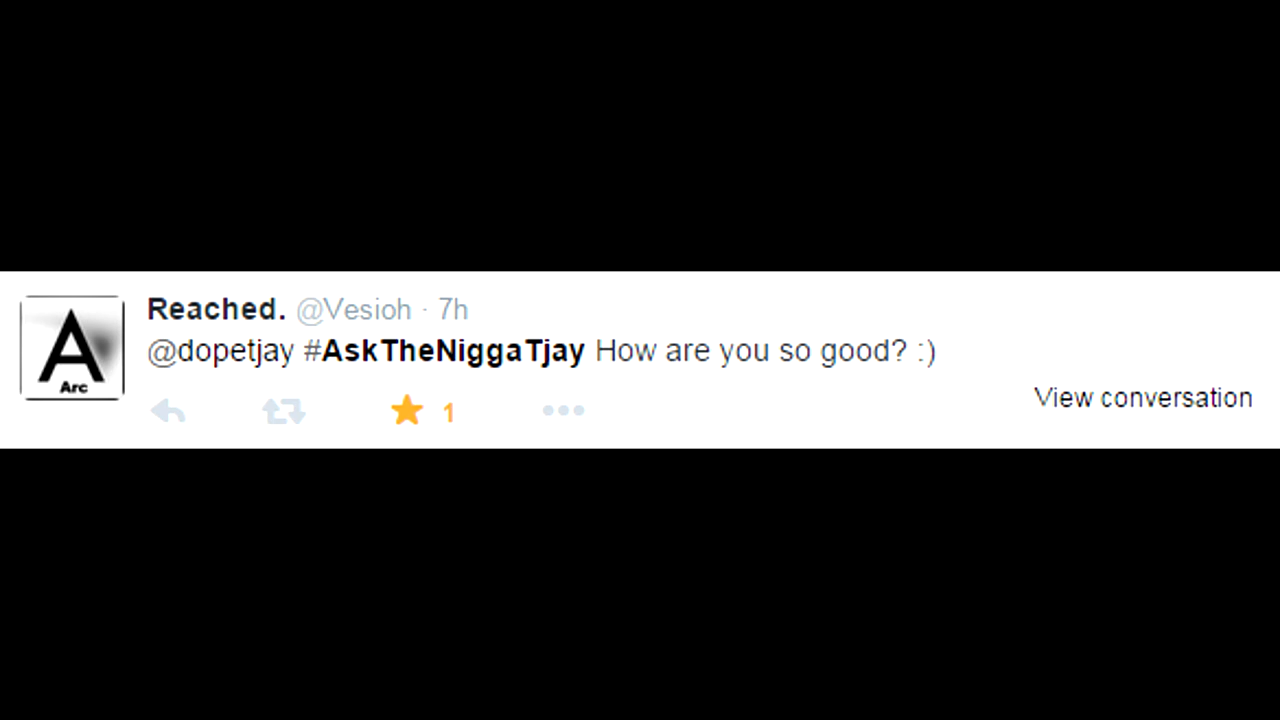 Reached. @Vesioh · 7h
@dopetjay #AskTheNiggaTjay How are you so good? :)
A
Arc
1
View conversation